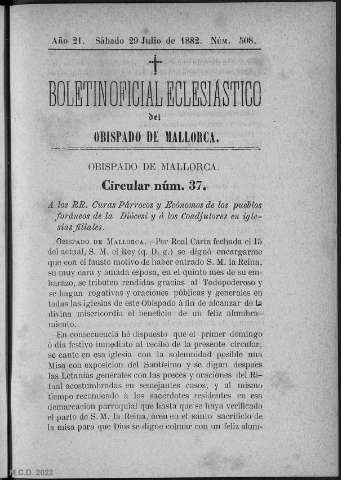 Año 21. Sábado 29 Julio de 1882. Núm. 508.
BOLETIN OFICIAL ECLESIÁSTICO
del
OBISPADO DE MALLORCA.
OBISPADO DE MALLORCA.
Circular núm. 37.
A los RR. Curas Párrocos y Ecónomos de los pueblos
foráneos de la Diócesi y á los Coadjutores en igle-
sias filiales.
OBISPADO DE MALLORCA.—Por Real Carta fechada el 15
del actual, S. M. el Rey (q. D. g.) se dignó encargarme
que con el fausto motivo de haber entrado S. M. la Reina,
su muy cara y amada esposa, en el quinto mes de su em-
barazo, se tributen rendidas gracias al Todopoderoso y
se hagan rogativas y oraciones públicas y generales en
todas las iglesias de este Obispado á fin de alcanzar de la
divina misericordia el beneficio de un feliz alumbra-
miento.
En consecuencia hé dispuesto que el primer domingo
ó dia festivo inmediato al recibo de la presente circular,
se cante en esa iglesia con la solemnidad posible una
Misa con exposicion del Santísimo y se digan despues
las Letanías generales con las preces y oraciones del Ri-
tual acostumbradas en semejantes casos, y al mismo
tiempo recomiendo á los sacerdotes residentes en esa
demarcacion parroquial que hasta que se haya verificado
el parto de S. M. la Reina, oren en el santo sacrificio de
la misa para que Dios se digne colmar con un feliz alum-
M.C.D. 2022